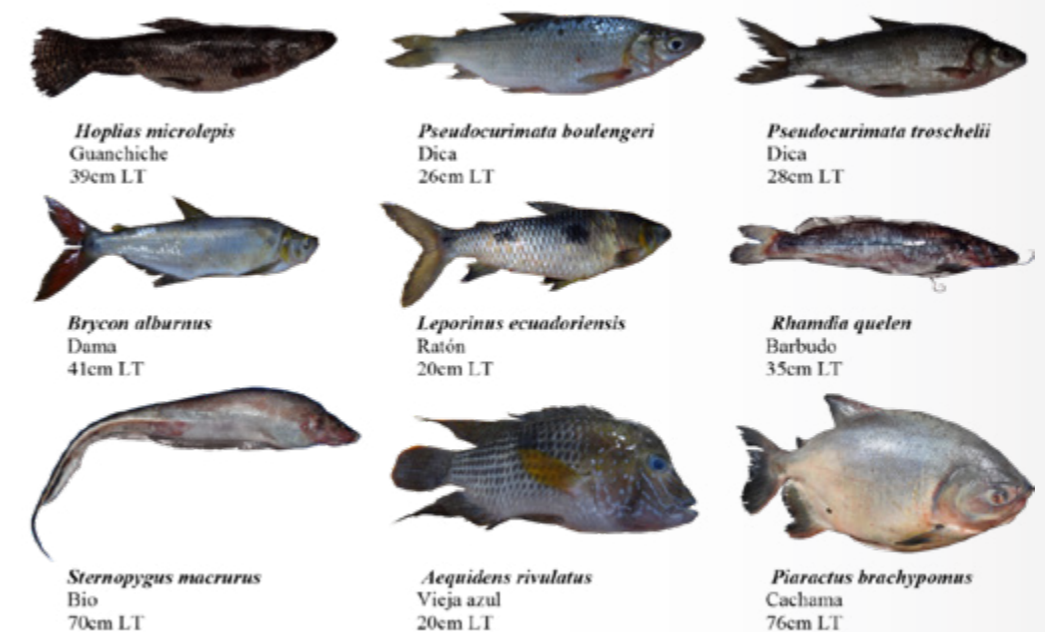 Hoplias microlepis
Guanchiche
39cm LT
Pseudocurimata boulengeri
Dica
26cm LT
Pseudocurimata troschelii
Dica
28cm LT
Brycon alburnus
Dama
41cm LT
Leporinus ecuadoriensis
Ratón
20cm LT
Rhamdia quelen
Barbudo
35cm LT
Sternopygus macrurus
Bio
70cm LT
Aequidens rivulatus
Vieja azul
20cm LT
Piaractus brachypomus
Cachama
76cm LT